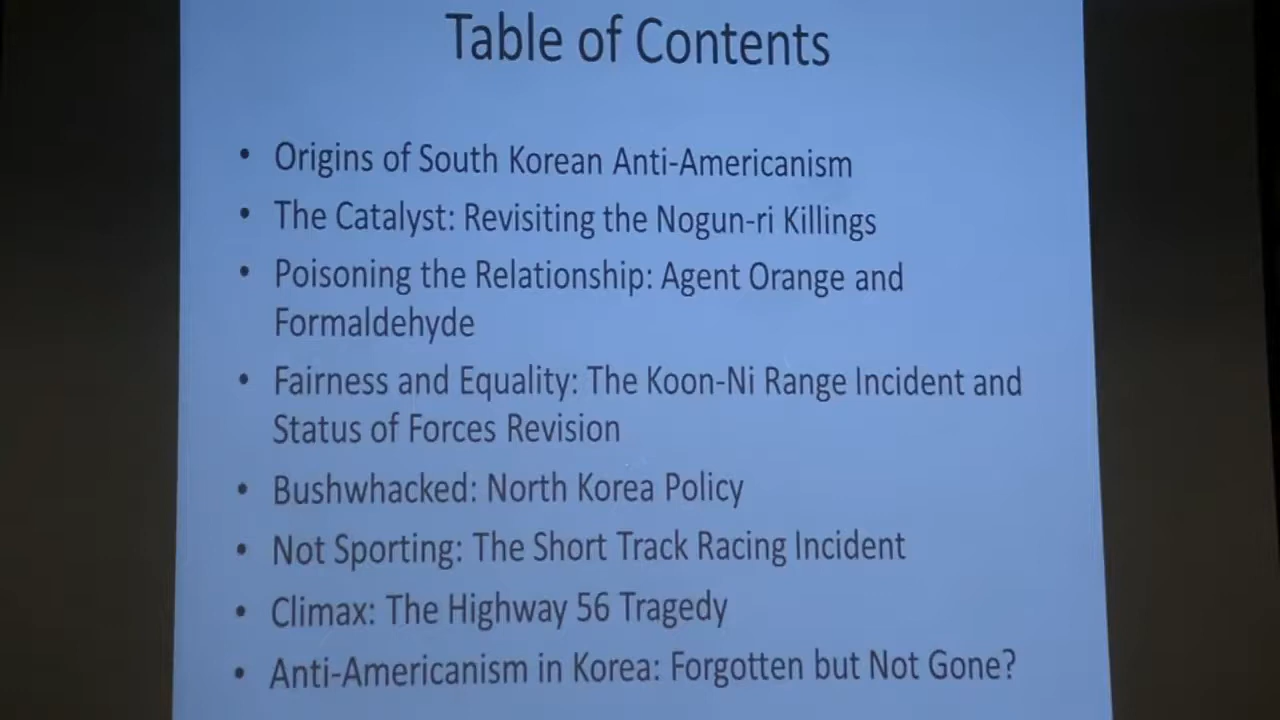 Table of Contents
• Origins of South Korean Anti-Americanism
• The Catalyst: Revisiting the Nogun-ri Killings
• Poisoning the Relationship: Agent Orange and
Formaldehyde
• Fairness and Equality: The Koon-Ni Range Incident and
Status of Forces Revision
• Bushwhacked: North Korea Policy
• Not Sporting: The Short Track Racing Incident
• Climax: The Highway 56 Tragedy
• Anti-Americanism in Korea: Forgotten but Not Gone?